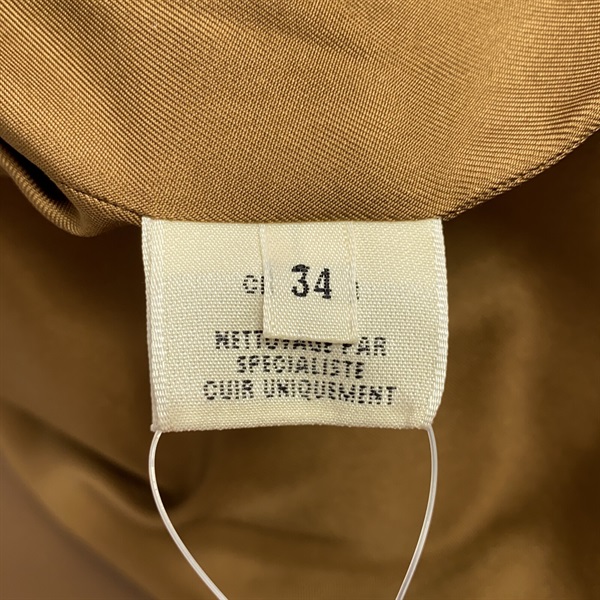 34
NETTOYAGE PAR
SPECIALISTE
CUIR UNIQUEMENT